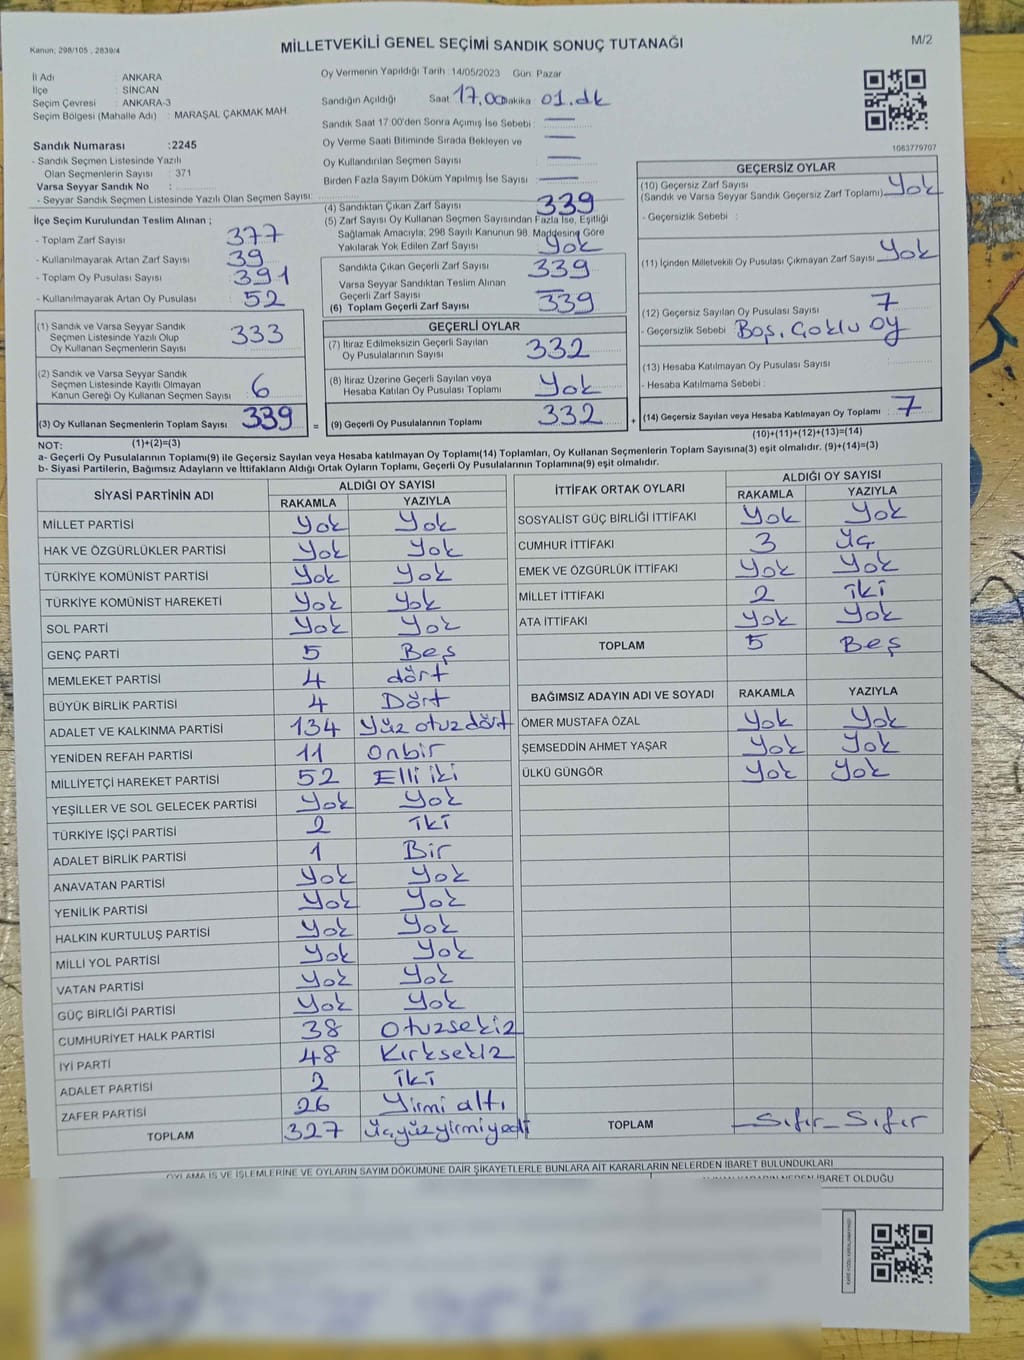 Kanun; 298/105 , 2839/4
MİLLETVEKİLİ GENEL SEÇİMİ SANDIK SONUÇ TUTANAĞI
M/2
İl Adı : ANKARA
İlçe : SİNCAN
Seçim Çevresi : ANKARA-3
Seçim Bölgesi (Mahalle Adı) : MARAŞAL ÇAKMAK MAH.
Sandık Numarası :2245
- Sandık Seçmen Listesinde Yazılı
Olan Seçmenlerin Sayısı : 371
Varsa Seyyar Sandık No :
- Seyyar Sandık Seçmen Listesinde Yazılı Olan Seçmen Sayısı:
Oy Vermenin Yapıldığı Tarih :14/05/2023 Gün: Pazar
Sandığın Açıldığı Saat 17.00 Dakika 01.dk
Sandık Saat 17:00'den Sonra Açımış İse Sebebi : —
Oy Verme Saati Bitiminde Sırada Bekleyen ve —
Oy Kullandırılan Seçmen Sayısı : —
Birden Fazla Sayım Döküm Yapılmış İse Sayısı : —
1063779707
İlçe Seçim Kurulundan Teslim Alınan ;
- Toplam Zarf Sayısı : 377
- Kullanılmayarak Artan Zarf Sayısı : 39
- Toplam Oy Pusulası Sayısı : 391
- Kullanılmayarak Artan Oy Pusulası : 52
(1) Sandık ve Varsa Seyyar Sandık
Seçmen Listesinde Yazılı Olup
Oy Kullanan Seçmenlerin Sayısı : 333
(2) Sandık ve Varsa Seyyar Sandık
Seçmen Listesinde Kayıtlı Olmayan
Kanun Gereği Oy Kullanan Seçmen Sayısı : 6
(3) Oy Kullanan Seçmenlerin Toplam Sayısı : 339
(4) Sandıktan Çıkan Zarf Sayısı : 339
(5) Zarf Sayısı Oy Kullanan Seçmen Sayısından Fazla İse, Eşitliği
Sağlamak Amacıyla; 298 Sayılı Kanunun 98. Maddesine Göre
Yakılarak Yok Edilen Zarf Sayısı : Yok
Sandıkta Çıkan Geçerli Zarf Sayısı : 339
Varsa Seyyar Sandıktan Teslim Alınan
Geçerli Zarf Sayısı : —
(6) Toplam Geçerli Zarf Sayısı : 339
GEÇERLİ OYLAR
(7) İtiraz Edilmeksizin Geçerli Sayılan
Oy Pusulalarının Sayısı : 332
(8) İtiraz Üzerine Geçerli Sayılan veya
Hesaba Katılan Oy Pusulası Toplamı : Yok
= (9) Geçerli Oy Pusulalarının Toplamı : 332 +
GEÇERSİZ OYLAR
(10) Geçersiz Zarf Sayısı
(Sandık ve Varsa Seyyar Sandık Geçersiz Zarf Toplamı) Yok
- Geçersizlik Sebebi :
(11) İçinden Milletvekili Oy Pusulası Çıkmayan Zarf Sayısı : Yok
(12) Geçersiz Sayılan Oy Pusulası Sayısı : 7
- Geçersizlik Sebebi : Boş, Çoklu oy
(13) Hesaba Katılmayan Oy Pusulası Sayısı :
- Hesaba Katılmama Sebebi :
(14) Geçersiz Sayılan veya Hesaba Katılmayan Oy Toplamı : 7
NOT: (1)+(2)=(3) (10)+(11)+(12)+(13)=(14)
a- Geçerli Oy Pusulalarının Toplamı(9) ile Geçersiz Sayılan veya Hesaba Katılmayan Oy Toplamı(14) Toplamları, Oy Kullanan Seçmenlerin Toplam Sayısına(3) eşit olmalıdır. (9)+(14)=(3)
b- Siyasi Partilerin, Bağımsız Adayların ve İttifakların Aldığı Ortak Oyların Toplamı, Geçerli Oy Pusulalarının Toplamına(9) eşit olmalıdır.
SİYASİ PARTİNİN ADI ALDIĞI OY SAYISI
RAKAMLA YAZIYLA
MİLLET PARTİSİ Yok Yok
HAK VE ÖZGÜRLÜKLER PARTİSİ Yok Yok
TÜRKİYE KOMÜNİST PARTİSİ Yok Yok
TÜRKİYE KOMÜNİST HAREKETİ Yok Yok
SOL PARTİ Yok Yok
GENÇ PARTİ 5 Beş
MEMLEKET PARTİSİ 4 dört
BÜYÜK BİRLİK PARTİSİ 4 Dört
ADALET VE KALKINMA PARTİSİ 134 Yüz otuz dört
YENİDEN REFAH PARTİSİ 11 Onbir
MİLLİYETÇİ HAREKET PARTİSİ 52 Elli iki
YEŞİLLER VE SOL GELECEK PARTİSİ Yok Yok
TÜRKİYE İŞÇİ PARTİSİ 2 iki
ADALET BİRLİK PARTİSİ 1 Bir
ANAVATAN PARTİSİ Yok Yok
YENİLİK PARTİSİ Yok Yok
HALKIN KURTULUŞ PARTİSİ Yok Yok
MİLLİ YOL PARTİSİ Yok Yok
VATAN PARTİSİ Yok Yok
GÜÇ BİRLİĞİ PARTİSİ Yok Yok
CUMHURİYET HALK PARTİSİ 38 Otuzsekiz
İYİ PARTİ 48 Kırksekiz
ADALET PARTİSİ 2 iki
ZAFER PARTİSİ 26 Yirmi altı
TOPLAM 327 Üçyüzyirmiyedi
İTTİFAK ORTAK OYLARI ALDIĞI OY SAYISI
RAKAMLA YAZIYLA
SOSYALİST GÜÇ BİRLİĞİ İTTİFAKI Yok Yok
CUMHUR İTTİFAKI 3 Üç
EMEK VE ÖZGÜRLÜK İTTİFAKI Yok Yok
MİLLET İTTİFAKI 2 iki
ATA İTTİFAKI Yok Yok
TOPLAM 5 Beş
BAĞIMSIZ ADAYIN ADI VE SOYADI RAKAMLA YAZIYLA
ÖMER MUSTAFA ÖZAL Yok Yok
ŞEMSEDDİN AHMET YAŞAR Yok Yok
ÜLKÜ GÜNGÖR Yok Yok
TOPLAM – Sıfır – Sıfır
OYLAMA İŞ VE İŞLEMLERİNE VE OYLARIN SAYIM DÖKÜMÜNE DAİR ŞİKAYETLERLE BUNLARA AİT KARARLARIN NELERDEN İBARET BULUNDUKLARI
NEDEN İBARET OLDUĞU